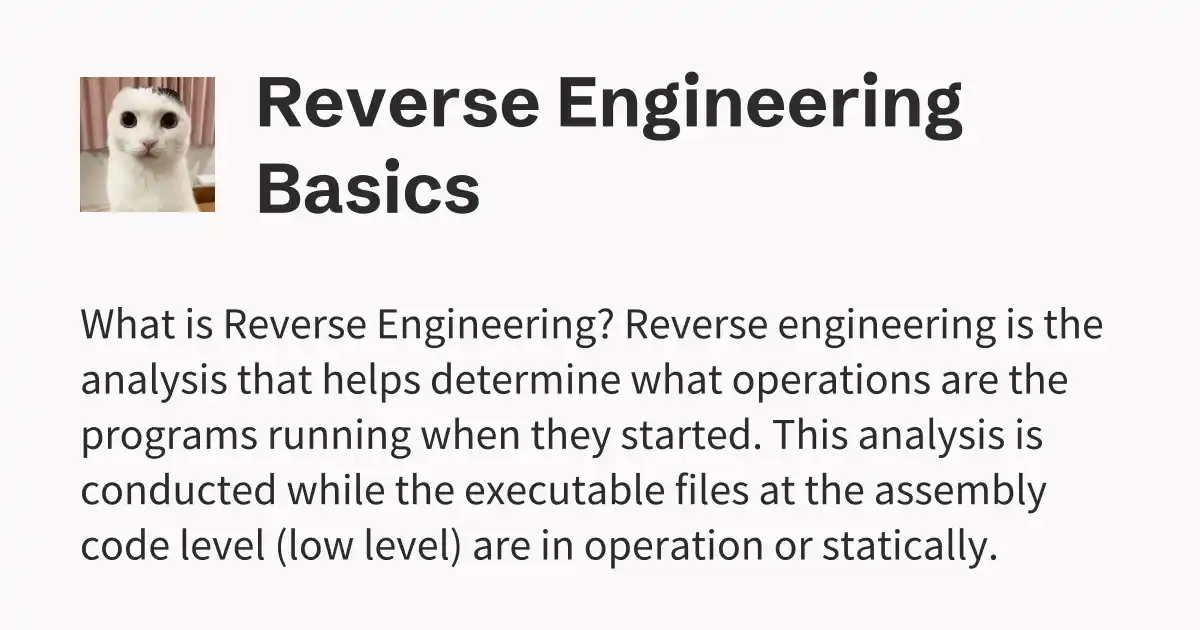 Reverse Engineering
Basics
What is Reverse Engineering? Reverse engineering is the
analysis that helps determine what operations are the
programs running when they started. This analysis is
conducted while the executable files at the assembly
code level (low level) are in operation or statically.